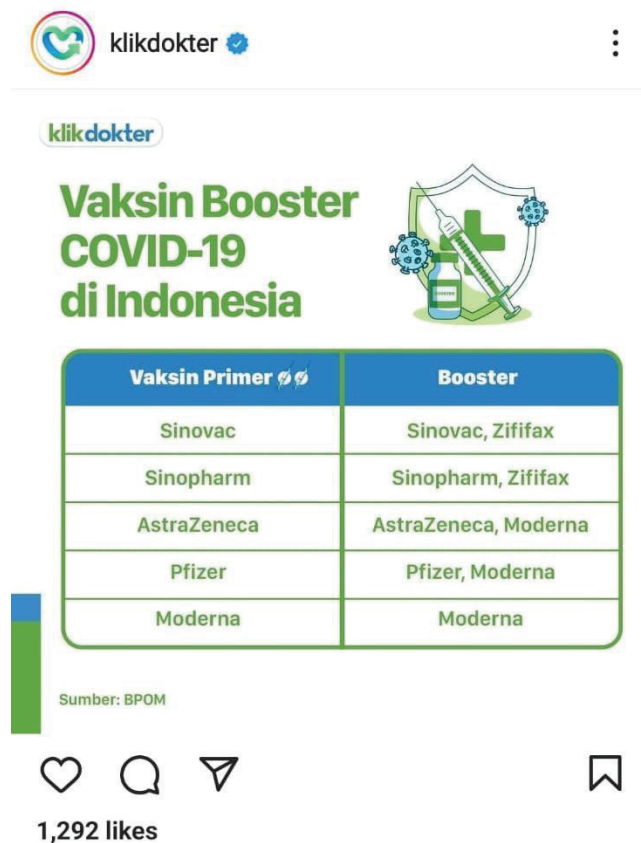 klikdokter
klikdokter
Vaksin Booster
COVID-19
di Indonesia
Vaksin Primer Booster
Sinovac Sinovac, Zififax
Sinopharm Sinopharm, Zififax
AstraZeneca AstraZeneca, Moderna
Pfizer Pfizer, Moderna
Moderna Moderna
Sumber: BPOM
1,292 likes